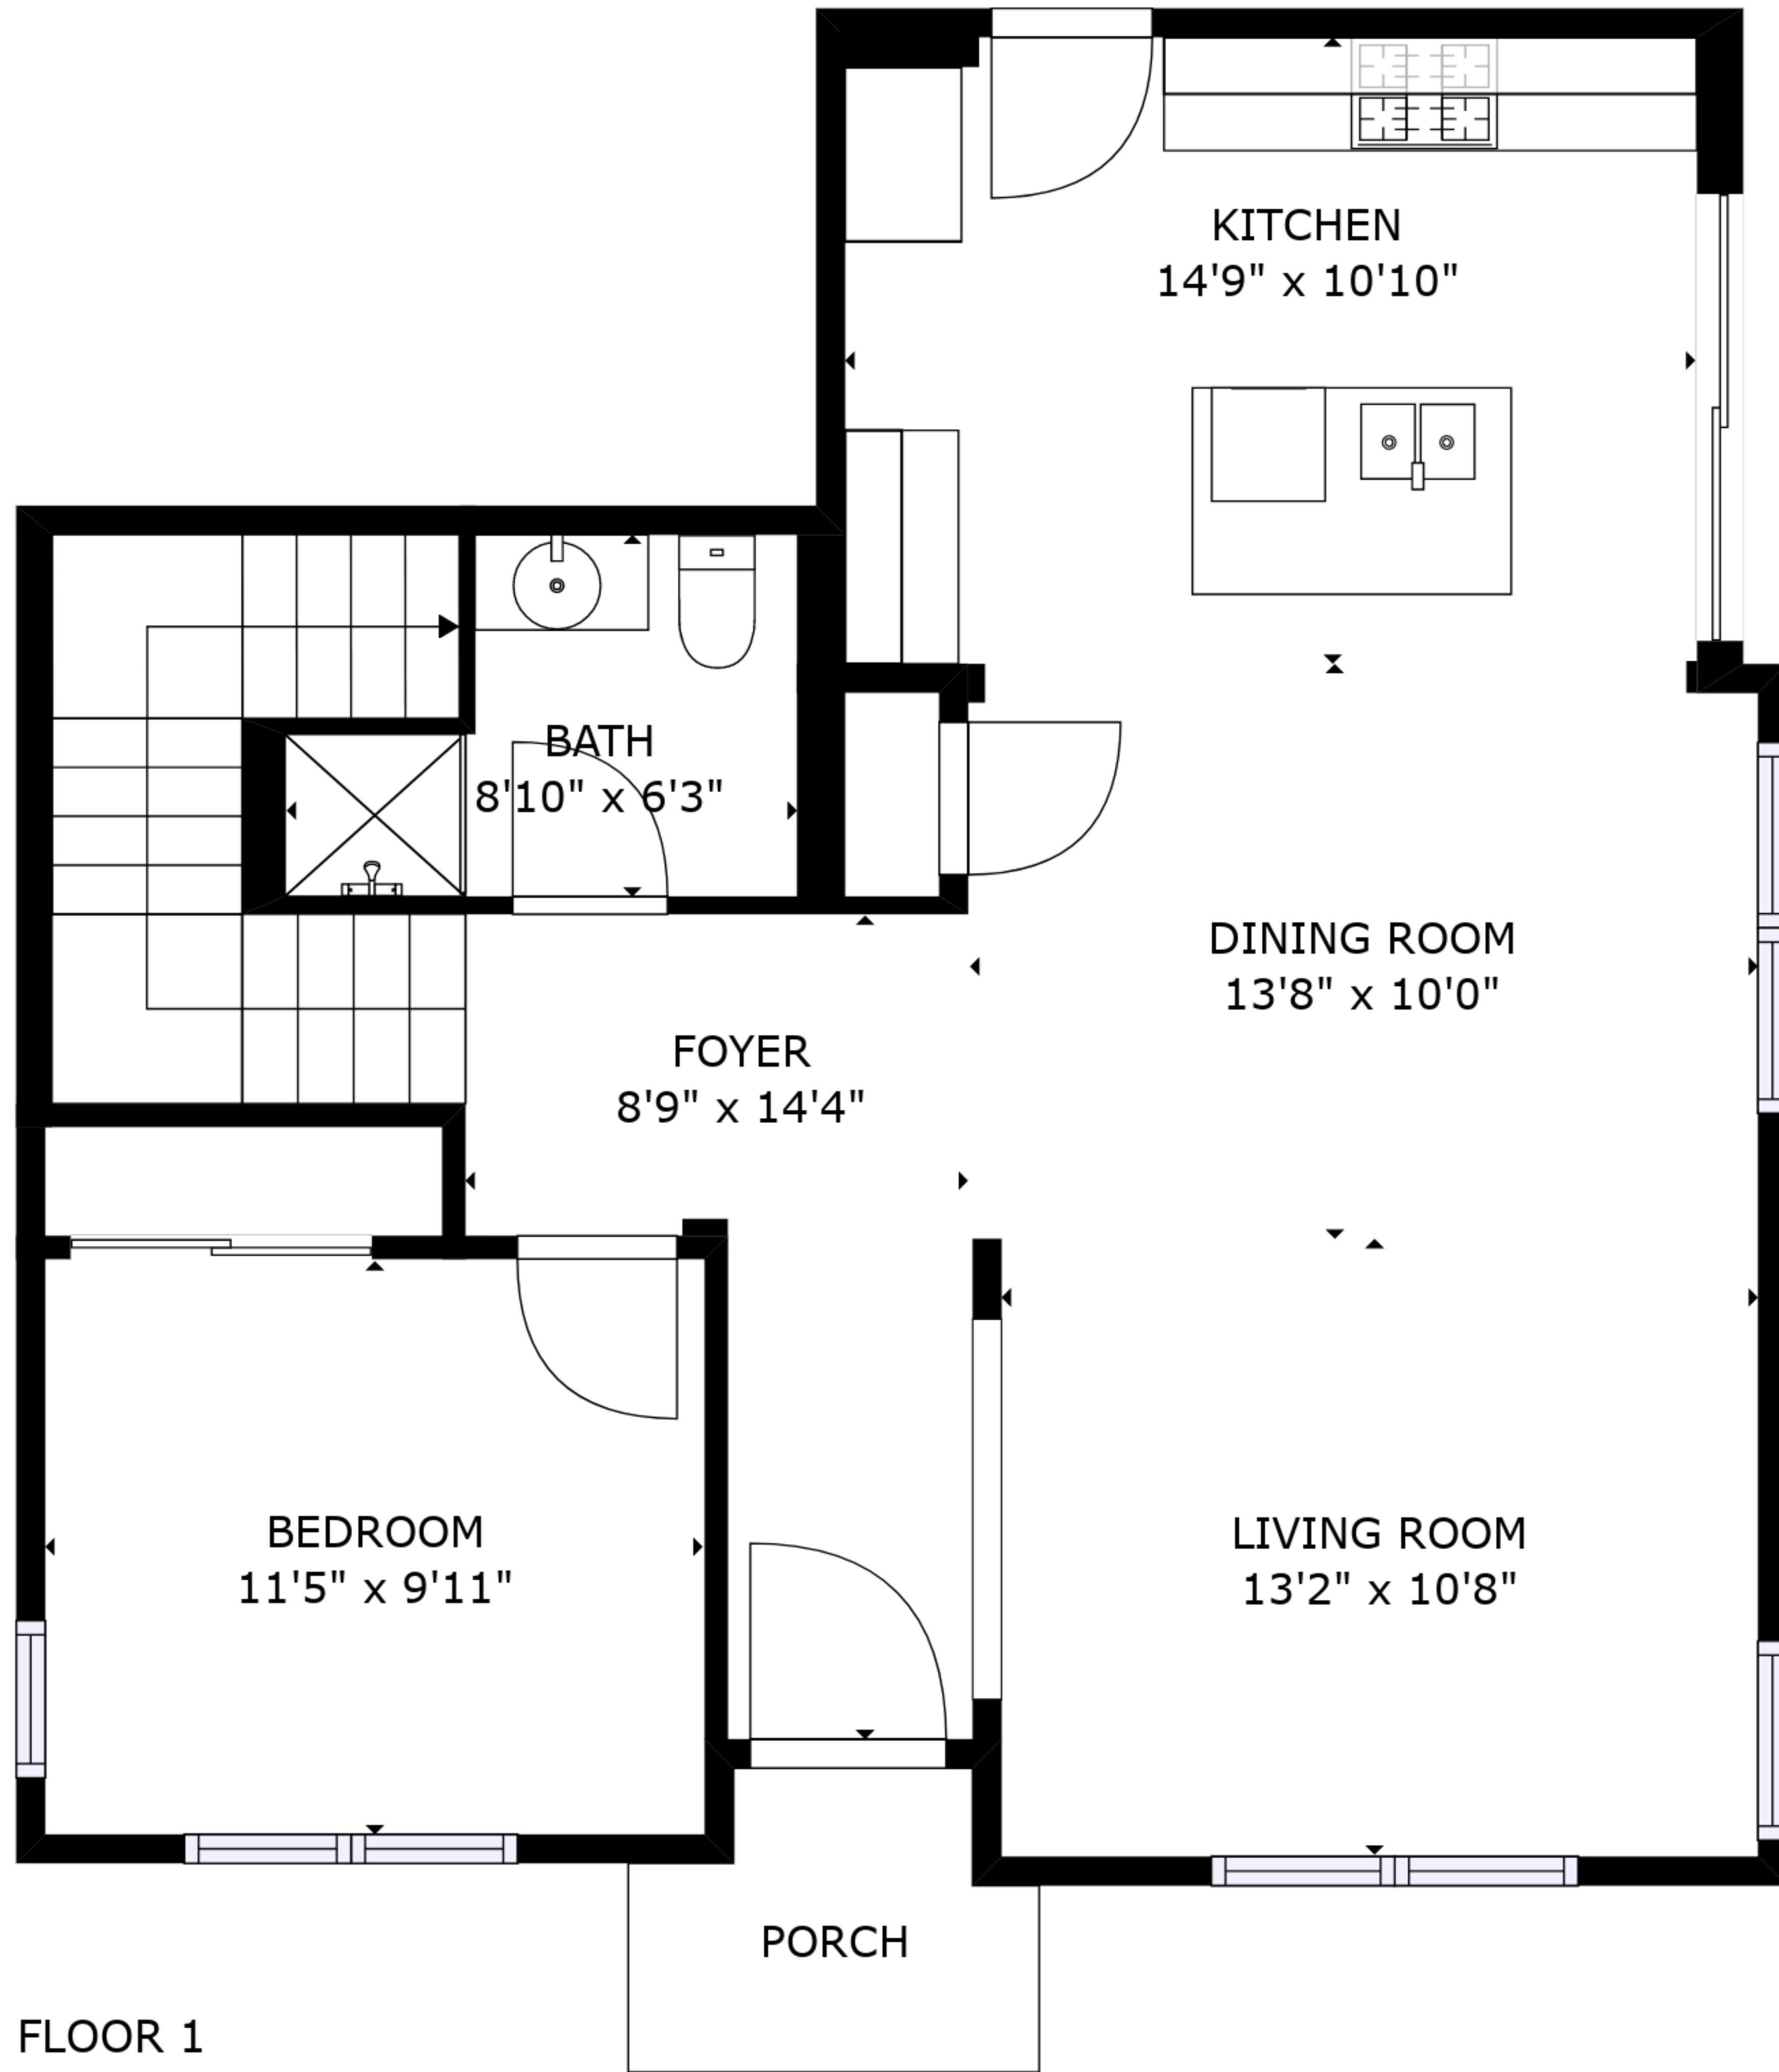 KITCHEN
14'9" x 10'10"
BATH
8'10" x 6'3"
DINING ROOM
13'8" x 10'0"
FOYER
8'9" x 14'4"
BEDROOM
11'5" x 9'11"
LIVING ROOM
13'2" x 10'8"
PORCH
FLOOR 1